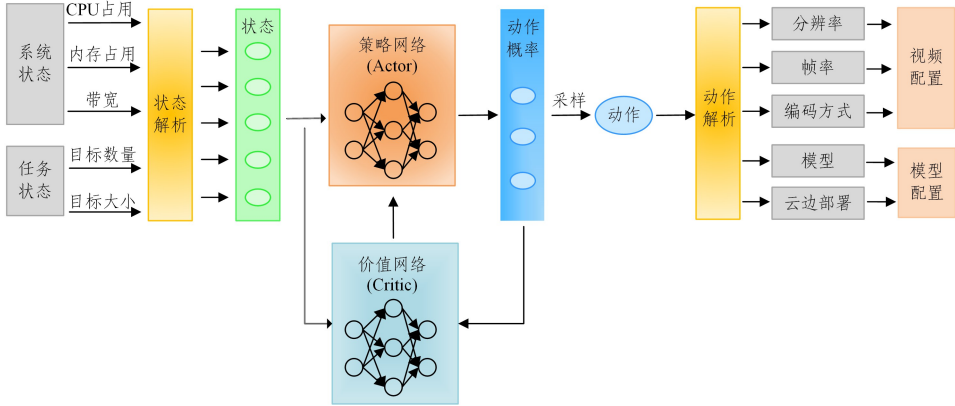 系统
状态
CPU占用
内存占用
带宽
任务
状态
目标数量
目标大小
状态
解析
状态
策略网络
(Actor)
价值网络
(Critic)
动作
概率
采样
动作
动作
解析
分辨率
帧率
编码方式
模型
云边部署
视频
配置
模型
配置